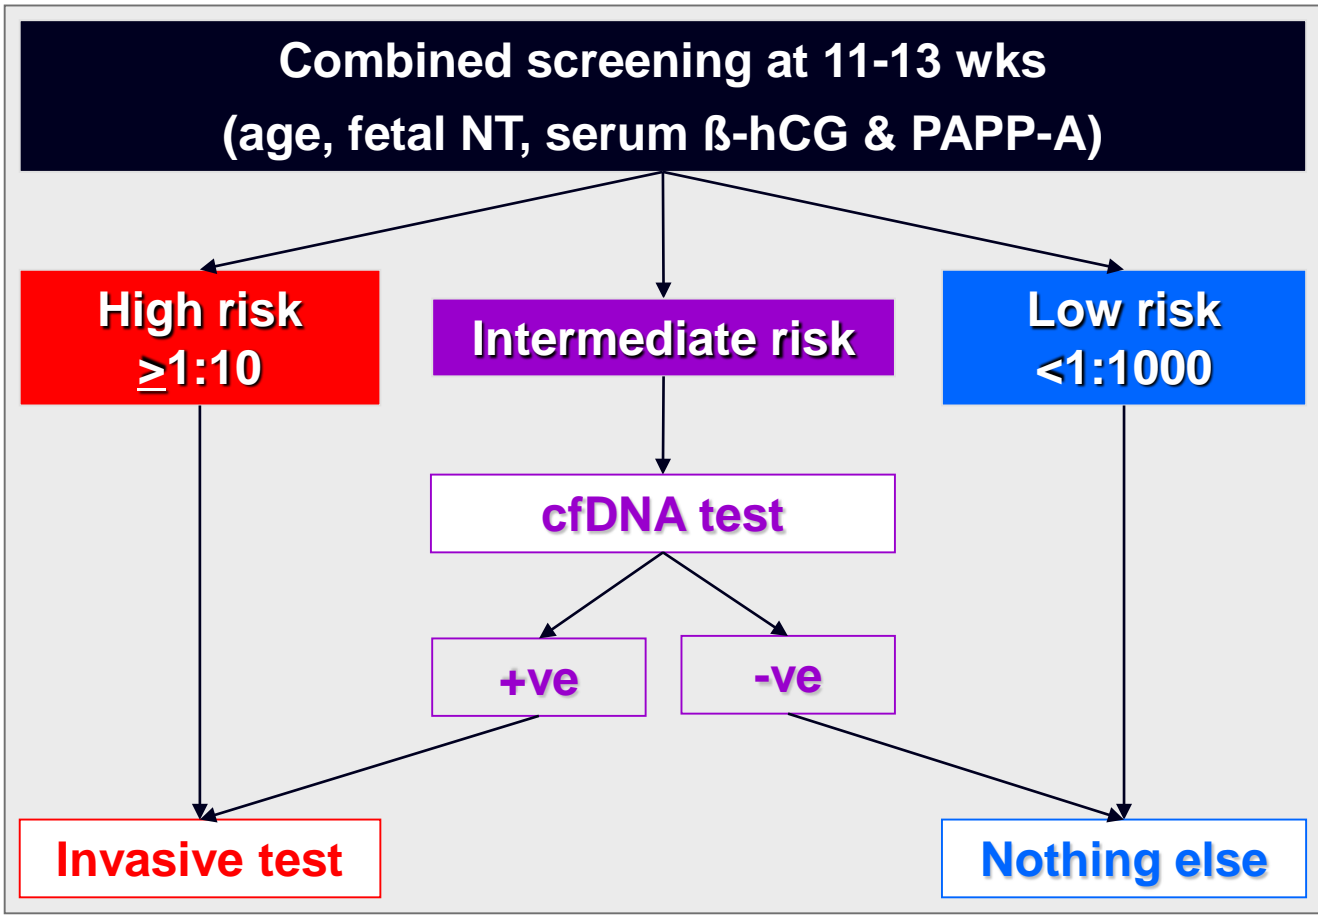 Combined screening at 11-13 wks
(age, fetal NT, serum ß-hCG & PAPP-A)
High risk
≥1:10
Intermediate risk
Low risk
<1:1000
cfDNA test
+ve
-ve
Invasive test
Nothing else